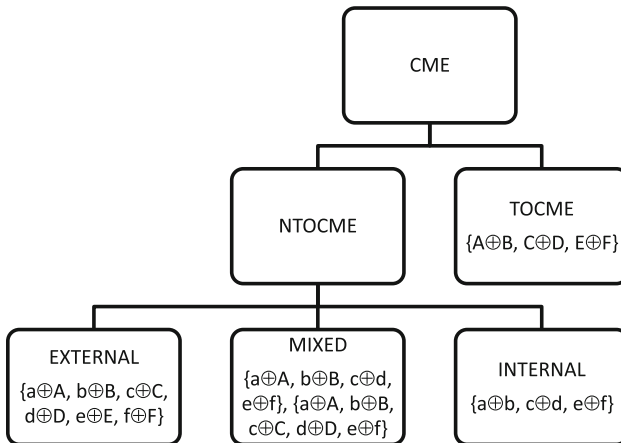 CME
NTOCME
TOCME
{A⊕B, C⊕D, E⊕F}
EXTERNAL
{a⊕A, b⊕B, c⊕C,
d⊕D, e⊕E, f⊕F}
MIXED
{a⊕A, b⊕B, c⊕d,
e⊕f}, {a⊕A, b⊕B,
c⊕C, d⊕D, e⊕f}
INTERNAL
{a⊕b, c⊕d, e⊕f}